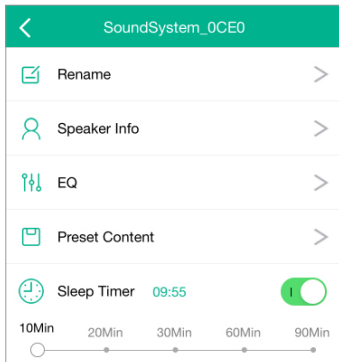 SoundSystem_0CE0
Rename
Speaker Info
EQ
Preset Content
Sleep Timer 09:55
10Min 20Min 30Min 60Min 90Min